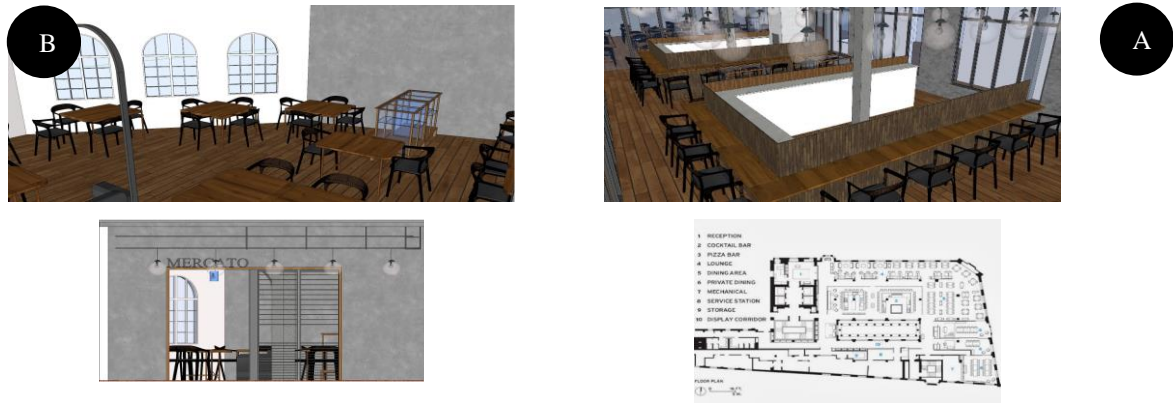 B
A
MERCATO
1 RECEPTION
2 COCKTAIL BAR
3 PIZZA BAR
4 LOUNGE
5 DINING AREA
6 PRIVATE DINING
7 MECHANICAL
8 SERVICE STATION
9 STORAGE
10 DISPLAY CORRIDOR
FLOOR PLAN